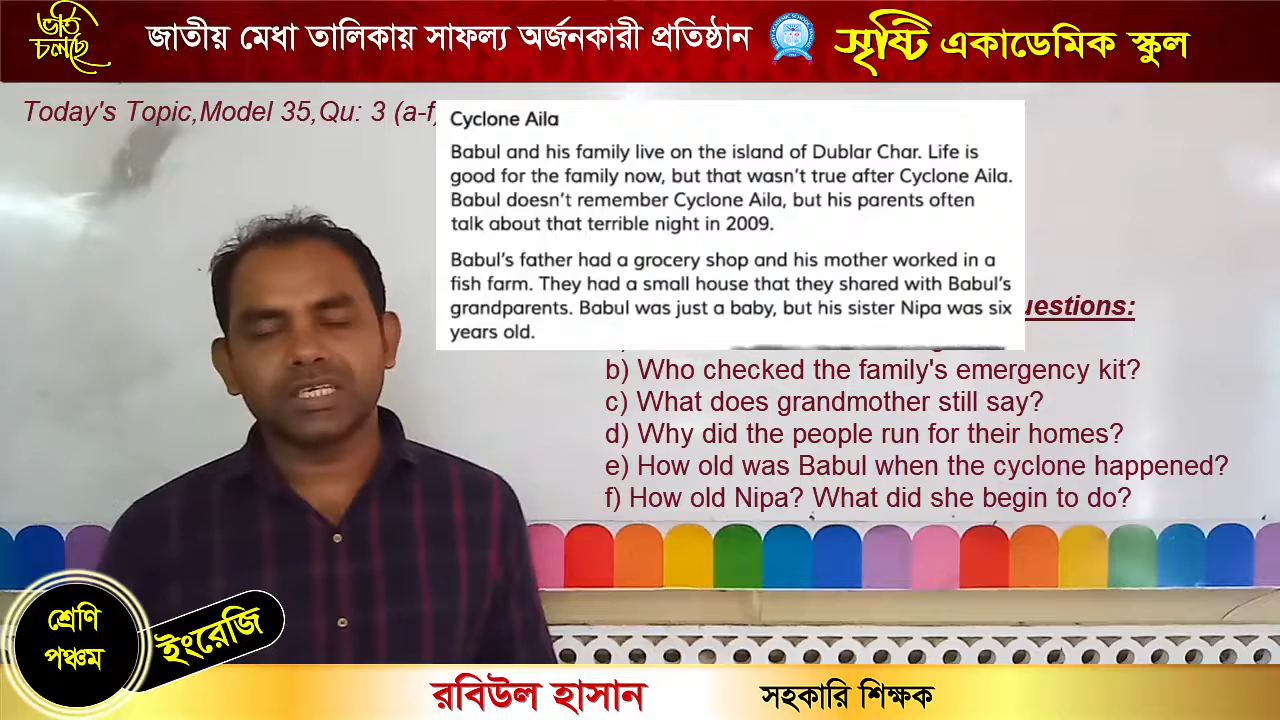 ভর্তি
চলছে
জাতীয় মেধা তালিকায় সাফল্য অর্জনকারী প্রতিষ্ঠান
সৃষ্টি একাডেমিক স্কুল
Today's Topic,Model 35,Qu: 3 (a-f)
Cyclone Aila
Babul and his family live on the island of Dublar Char. Life is
good for the family now, but that wasn't true after Cyclone Aila.
Babul doesn't remember Cyclone Aila, but his parents often
talk about that terrible night in 2009.
Babul's father had a grocery shop and his mother worked in a
fish farm. They had a small house that they shared with Babul's
grandparents. Babul was just a baby, but his sister Nipa was six
years old.
uestions:
b) Who checked the family's emergency kit?
c) What does grandmother still say?
d) Why did the people run for their homes?
e) How old was Babul when the cyclone happened?
f) How old Nipa? What did she begin to do?
শ্রেণি
পঞ্চম
ইংরেজি
রবিউল হাসান
সহকারি শিক্ষক